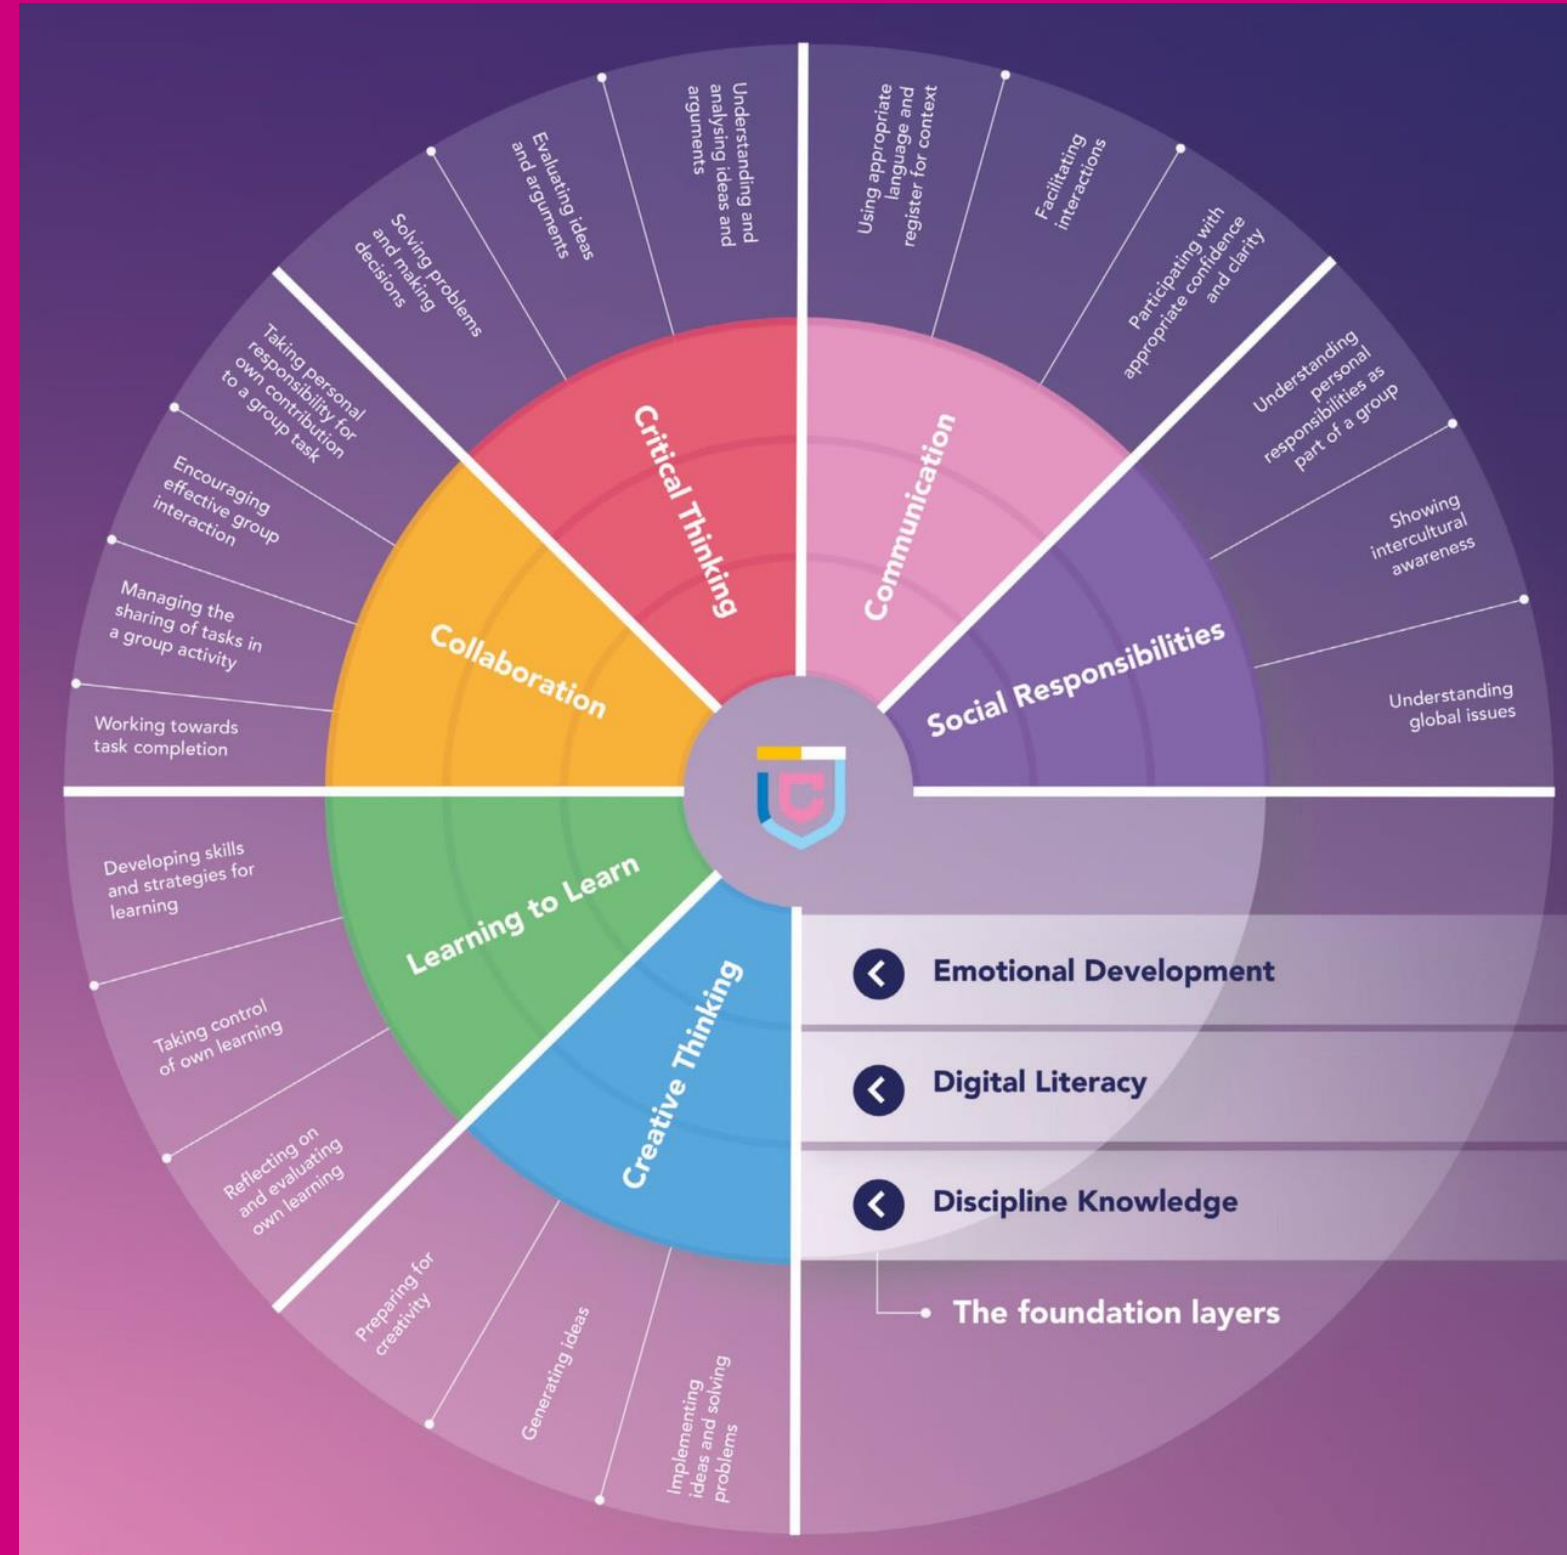 Understanding and
analysing ideas and
arguments
Evaluating ideas
and arguments
Solving problems
and making
decisions
Critical Thinking
Using appropriate
language and
register for context
Facilitating
interactions
Participating with
appropriate confidence
and clarity
Communication
Understanding
personal
responsibilities as
part of a group
Showing
intercultural
awareness
Understanding
global issues
Social Responsibilities
Taking personal
responsibility for
own contribution
to a group task
Encouraging
effective group
interaction
Managing the
sharing of tasks in
a group activity
Working towards
task completion
Collaboration
C
Developing skills
and strategies for
learning
Taking control
of own learning
Reflecting on
and evaluating
own learning
Learning to Learn
Preparing for
creativity
Generating ideas
Implementing
ideas and solving
problems
Creative Thinking
Emotional Development
Digital Literacy
Discipline Knowledge
The foundation layers